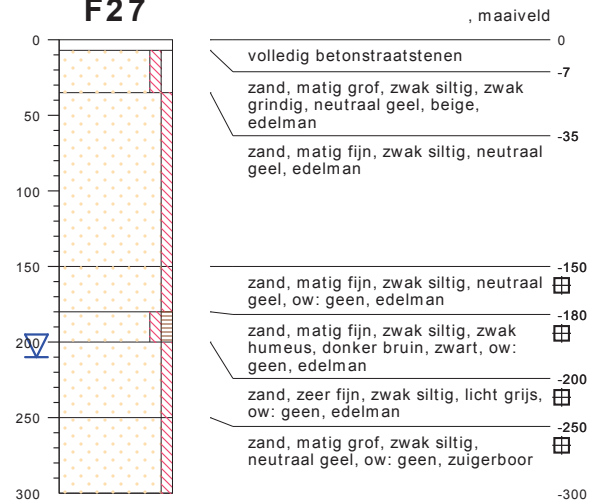 F27
, maaiveld
0
0
volledig betonstraatstenen
-7
zand, matig grof, zwak siltig, zwak
grindig, neutraal geel, beige,
edelman
50
-35
zand, matig fijn, zwak siltig, neutraal
geel, edelman
100
150
-150
zand, matig fijn, zwak siltig, neutraal
geel, ow: geen, edelman
-180
zand, matig fijn, zwak siltig, zwak
humeus, donker bruin, zwart, ow:
geen, edelman
200
-200
zand, zeer fijn, zwak siltig, licht grijs,
ow: geen, edelman
250
-250
zand, matig grof, zwak siltig,
neutraal geel, ow: geen, zuigerboor
300
-300